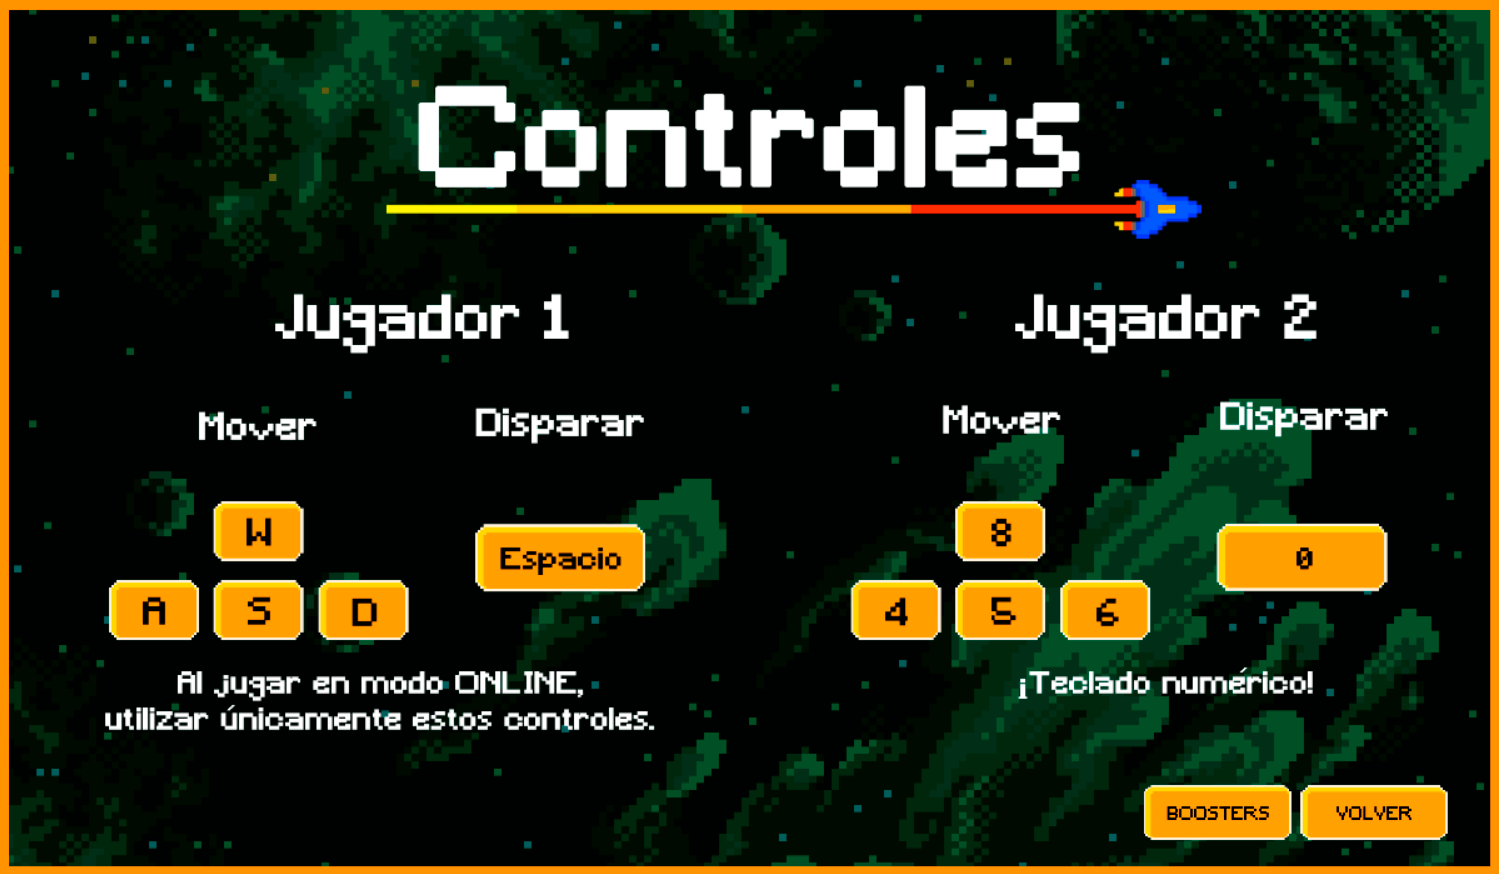 Controles
Jugador 1
Mover
Disparar
W
A S D
Espacio
Al jugar en modo ONLINE,
utilizar únicamente estos controles.
Jugador 2
Mover
Disparar
8
4 5 6
0
¡Teclado numérico!
BOOSTERS
VOLVER